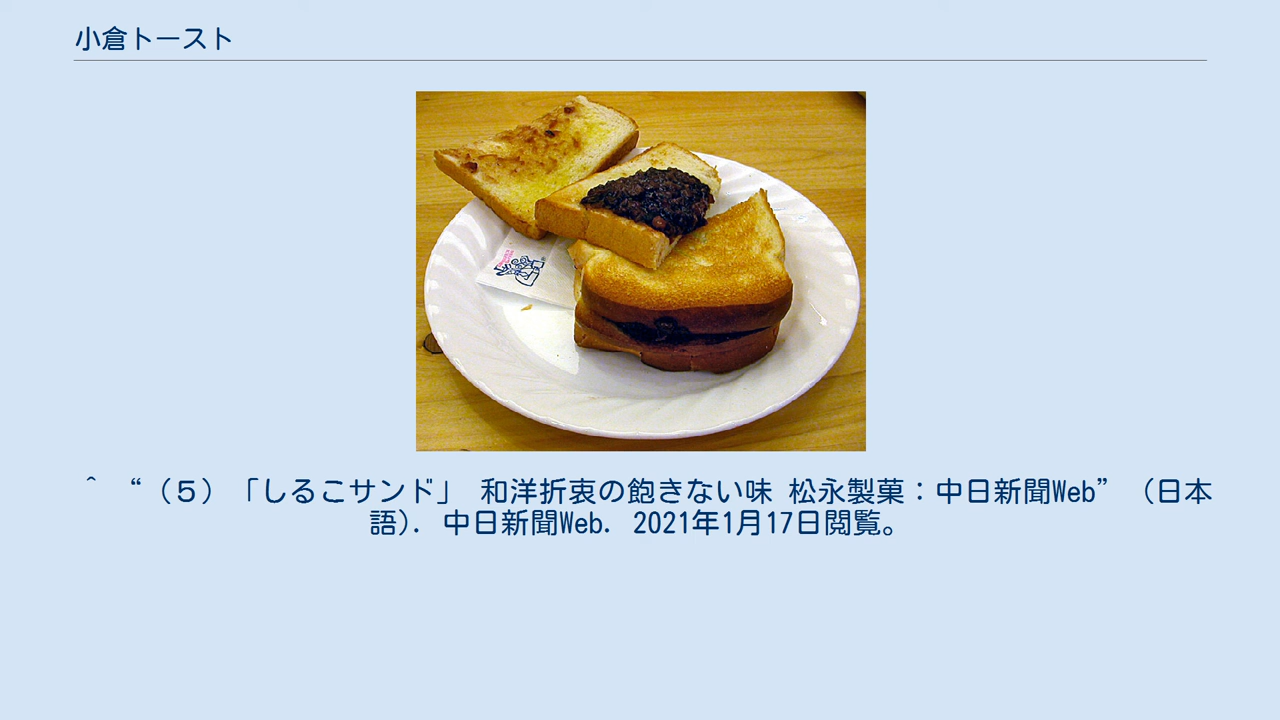 小倉トースト
^ “（５）「しるこサンド」 和洋折衷の飽きない味 松永製菓：中日新聞Web” （日本
語). 中日新聞Web. 2021年1月17日閲覧。